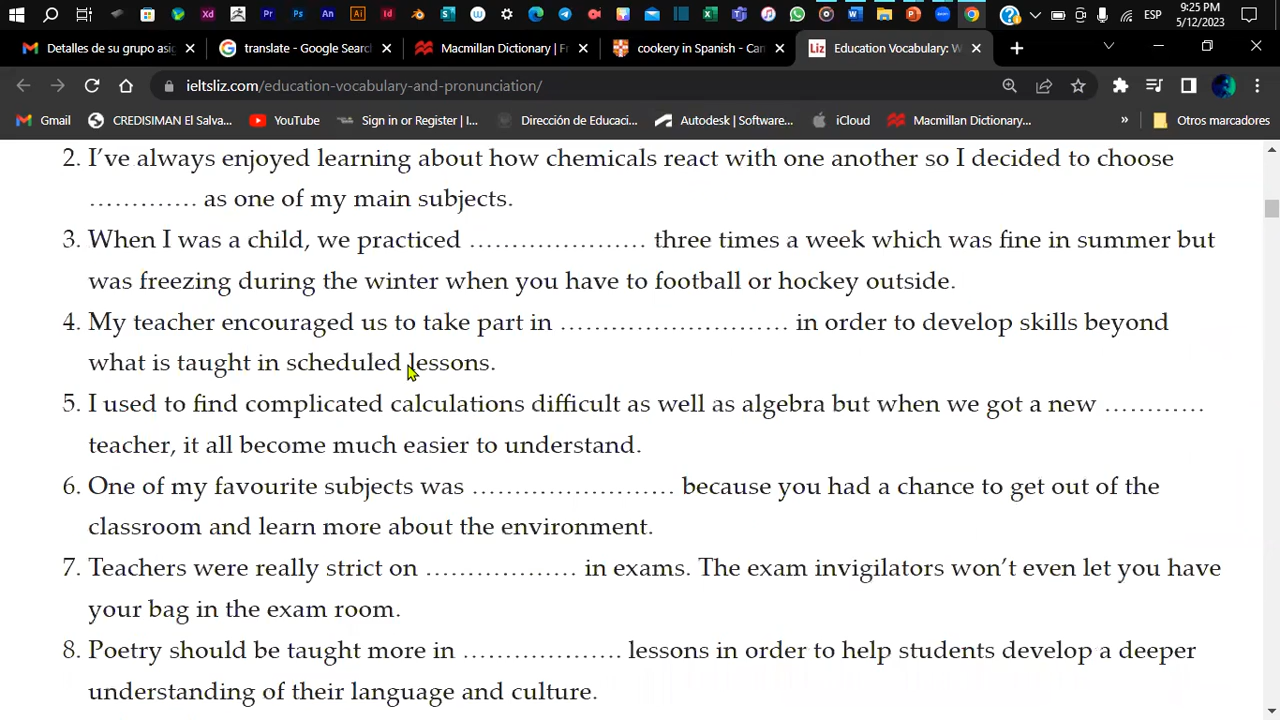 9:25 PM
ESP
5/12/2023
Detalles de su grupo asig
translate - Google Search
Macmillan Dictionary | Fr
cookery in Spanish - Can
Liz Education Vocabulary: W
ieltsliz.com/education-vocabulary-and-pronunciation/
Gmail CREDISIMAN El Salva... YouTube Sign in or Register | I... Dirección de Educaci... Autodesk | Software... iCloud Macmillan Dictionary... » Otros marcadores
2. I've always enjoyed learning about how chemicals react with one another so I decided to choose
…………. as one of my main subjects.
3. When I was a child, we practiced ………………… three times a week which was fine in summer but
was freezing during the winter when you have to football or hockey outside.
4. My teacher encouraged us to take part in ……………………… in order to develop skills beyond
what is taught in scheduled lessons.
5. I used to find complicated calculations difficult as well as algebra but when we got a new …………
teacher, it all become much easier to understand.
6. One of my favourite subjects was …………………… because you had a chance to get out of the
classroom and learn more about the environment.
7. Teachers were really strict on ……………… in exams. The exam invigilators won't even let you have
your bag in the exam room.
8. Poetry should be taught more in ………………. lessons in order to help students develop a deeper
understanding of their language and culture.